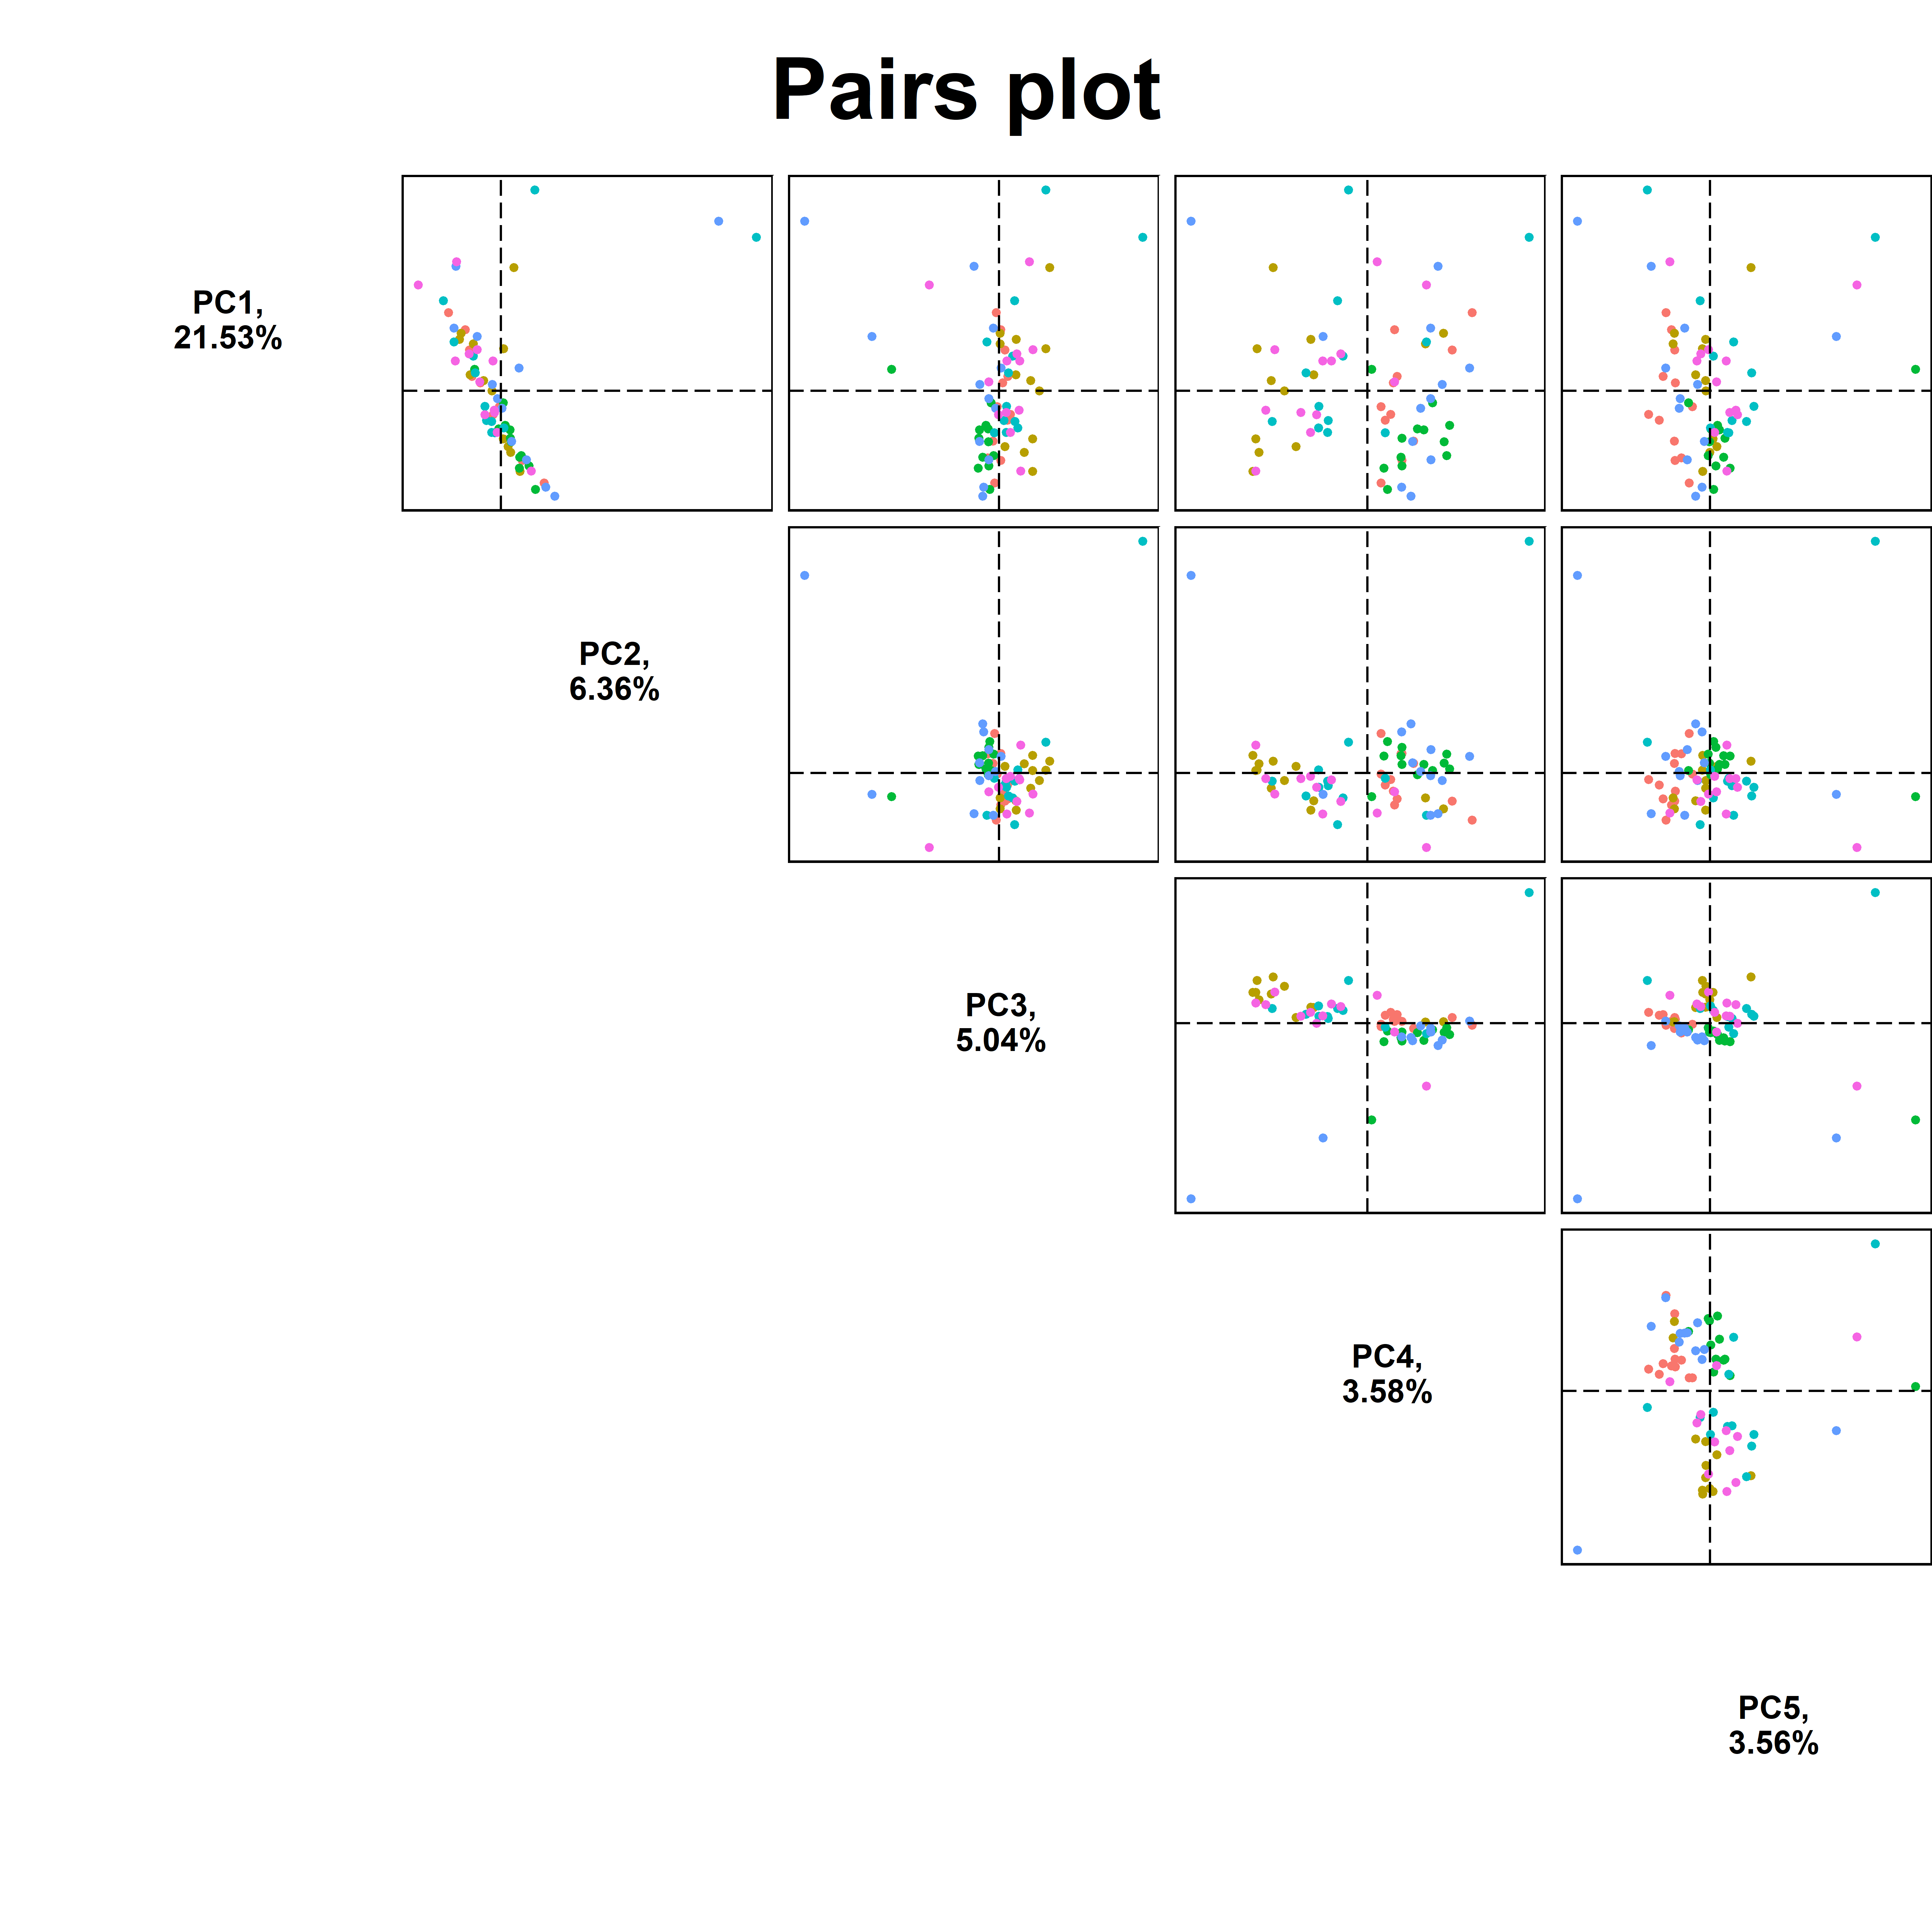 Pairs plot
PC1,
21.53%
PC2,
6.36%
PC3,
5.04%
PC4,
3.58%
PC5,
3.56%